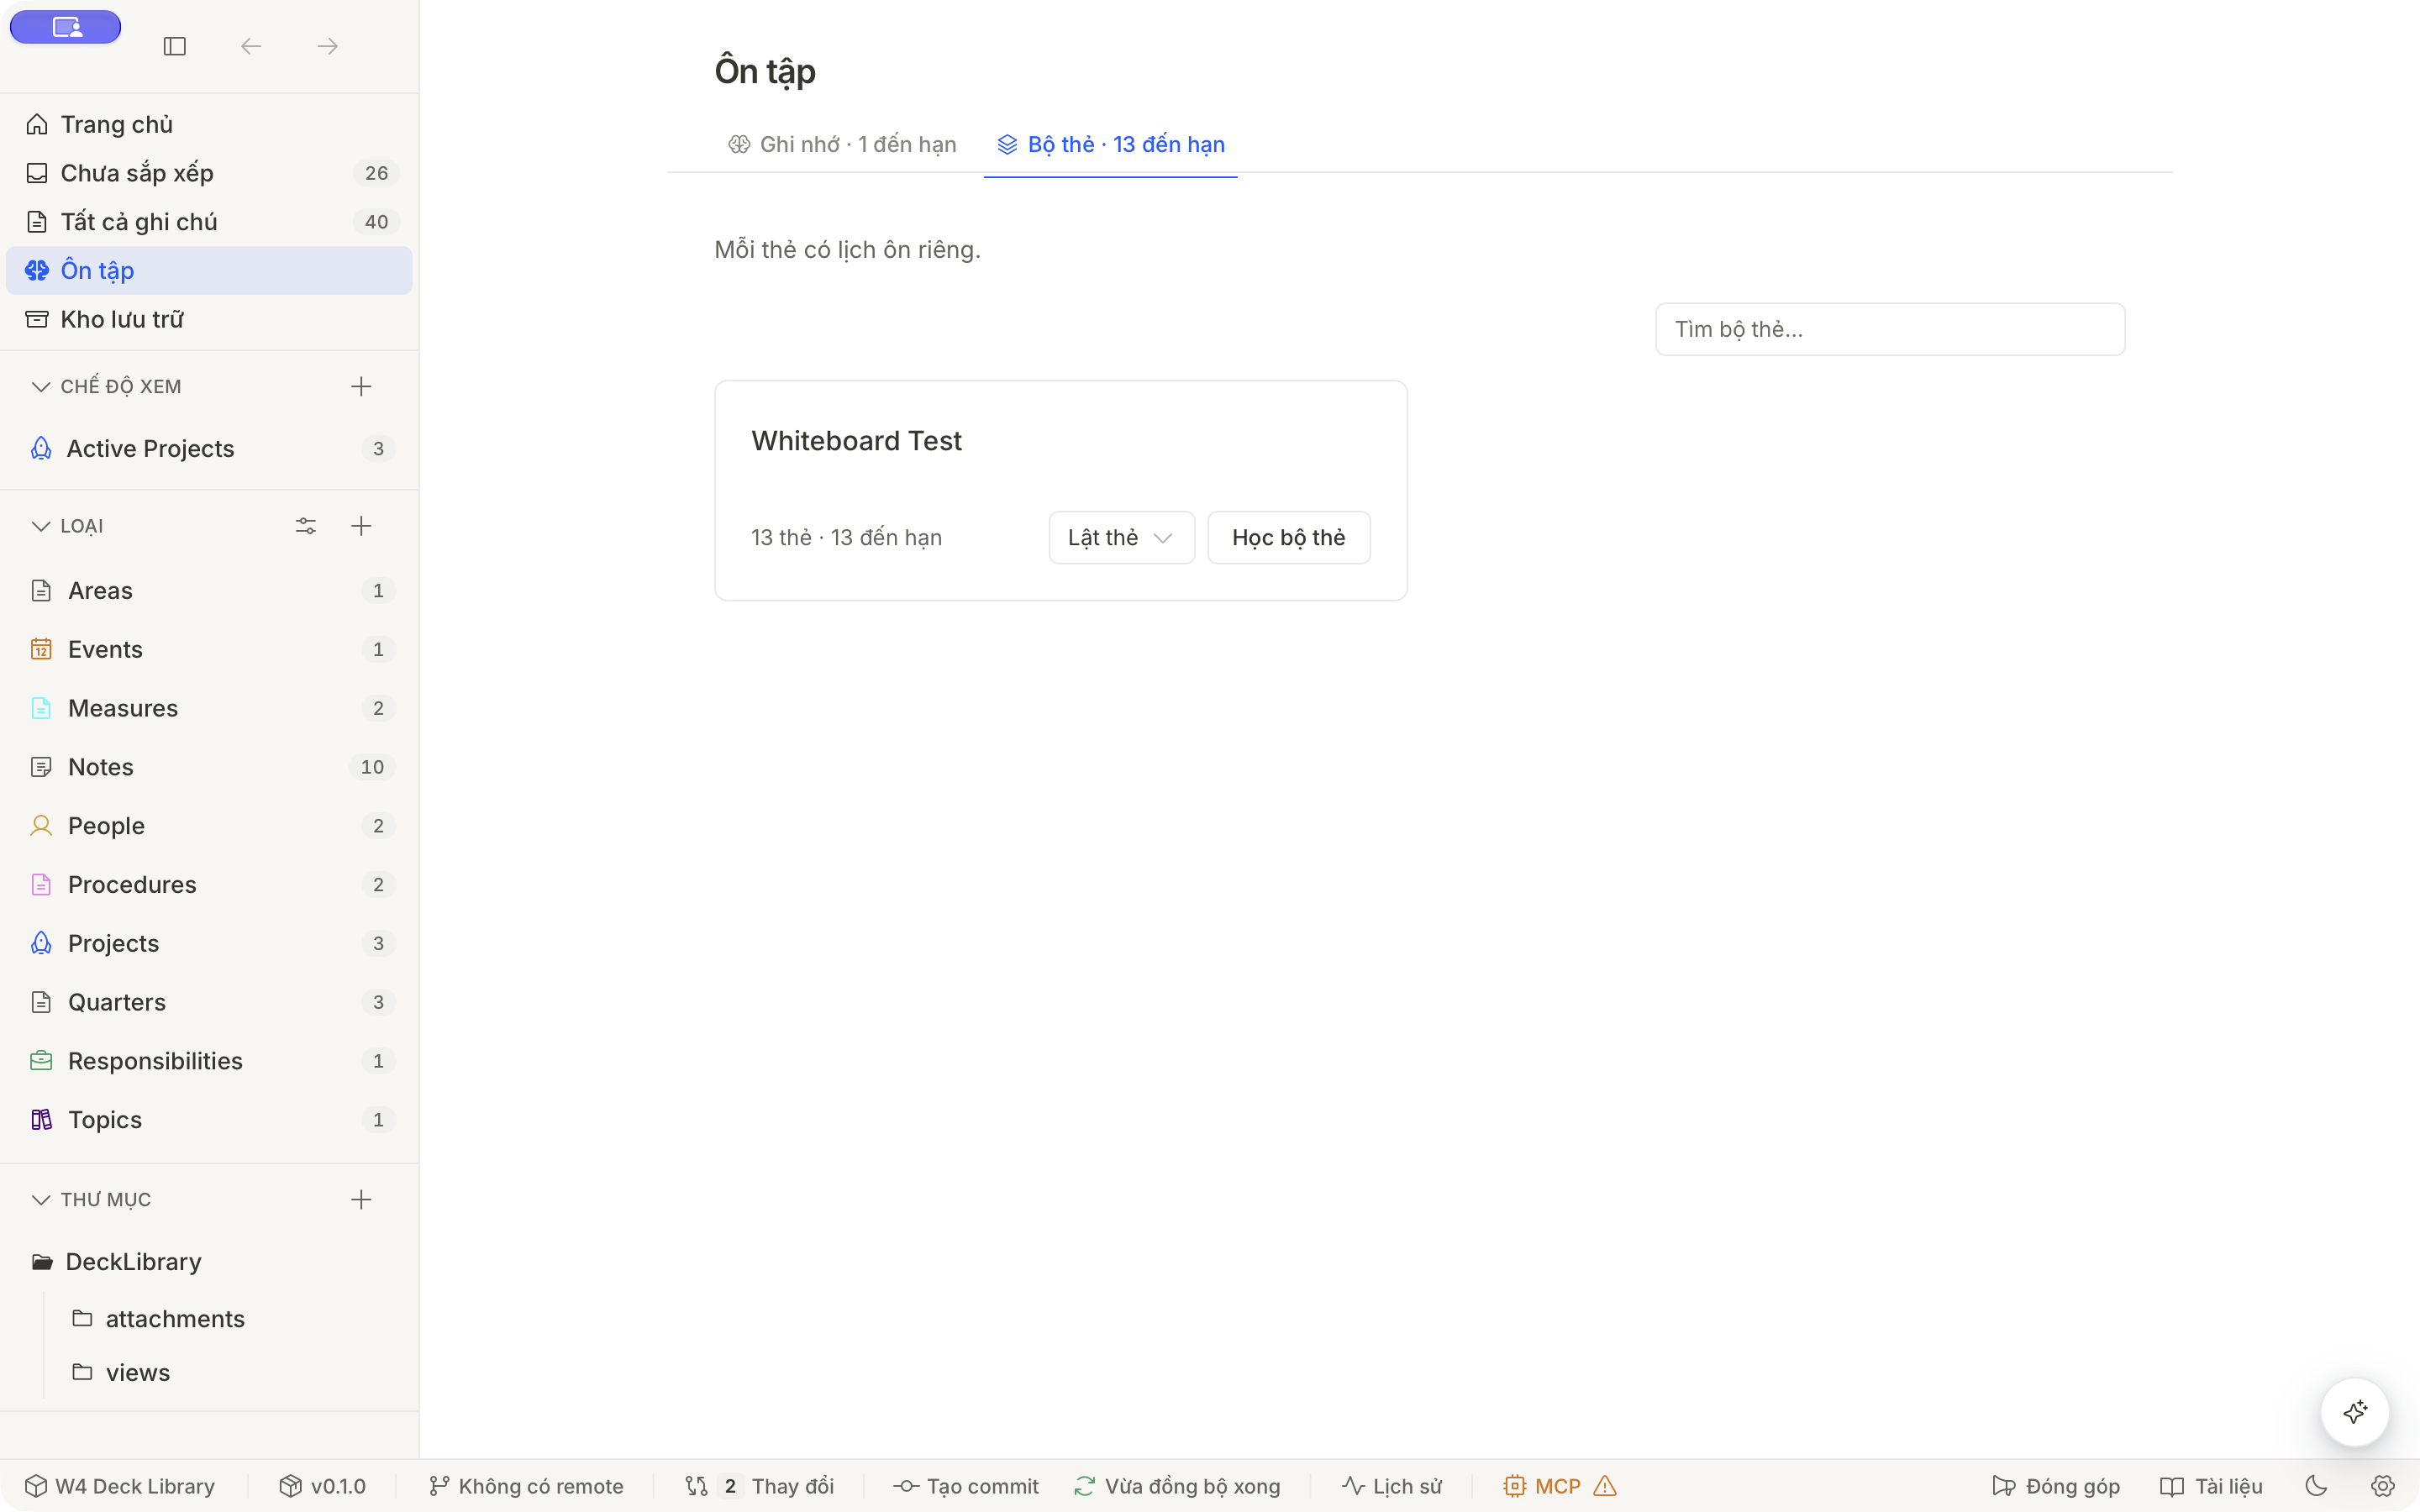 Trang chủ
Chưa sắp xếp 26
Tất cả ghi chú 40
Ôn tập
Kho lưu trữ
CHẾ ĐỘ XEM
Active Projects 3
LOẠI
Areas 1
Events 1
Measures 2
Notes 10
People 2
Procedures 2
Projects 3
Quarters 3
Responsibilities 1
Topics 1
THƯ MỤC
DeckLibrary
attachments
views
Ôn tập
Ghi nhớ · 1 đến hạn
Bộ thẻ · 13 đến hạn
Mỗi thẻ có lịch ôn riêng.
Tìm bộ thẻ...
Whiteboard Test
13 thẻ · 13 đến hạn Lật thẻ Học bộ thẻ
W4 Deck Library v0.1.0 Không có remote 2 Thay đổi Tạo commit Vừa đồng bộ xong Lịch sử MCP Đóng góp Tài liệu